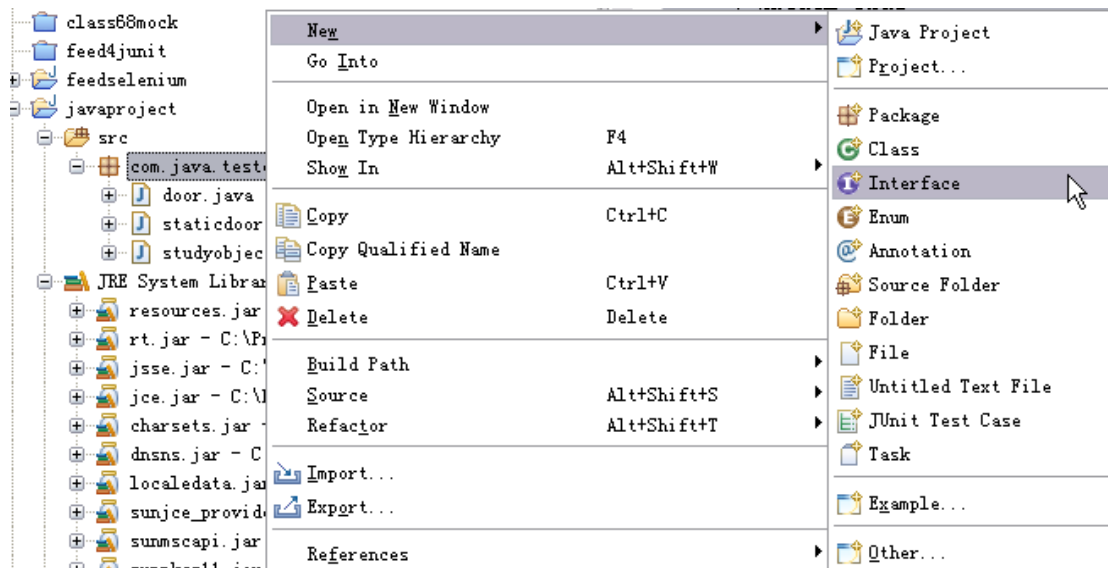 class68mock
feed4junit
feedselenium
javaproject
src
com.java.test
door.java
staticdoor
studyobjec
JRE System Librar
resources.jar
rt.jar - C:\P
jsse.jar - C:
jce.jar - C:\
charsets.jar
dnsns.jar - C
localedata.ja
sunjce_provid
sunmscapi.jar
New
Go Into
Open in New Window
Open Type Hierarchy F4
Show In Alt+Shift+W
Copy Ctrl+C
Copy Qualified Name
Paste Ctrl+V
Delete Delete
Build Path
Source Alt+Shift+S
Refactor Alt+Shift+T
Import...
Export...
References
Java Project
Project...
Package
Class
Interface
Enum
Annotation
Source Folder
Folder
File
Untitled Text File
JUnit Test Case
Task
Example...
Other...